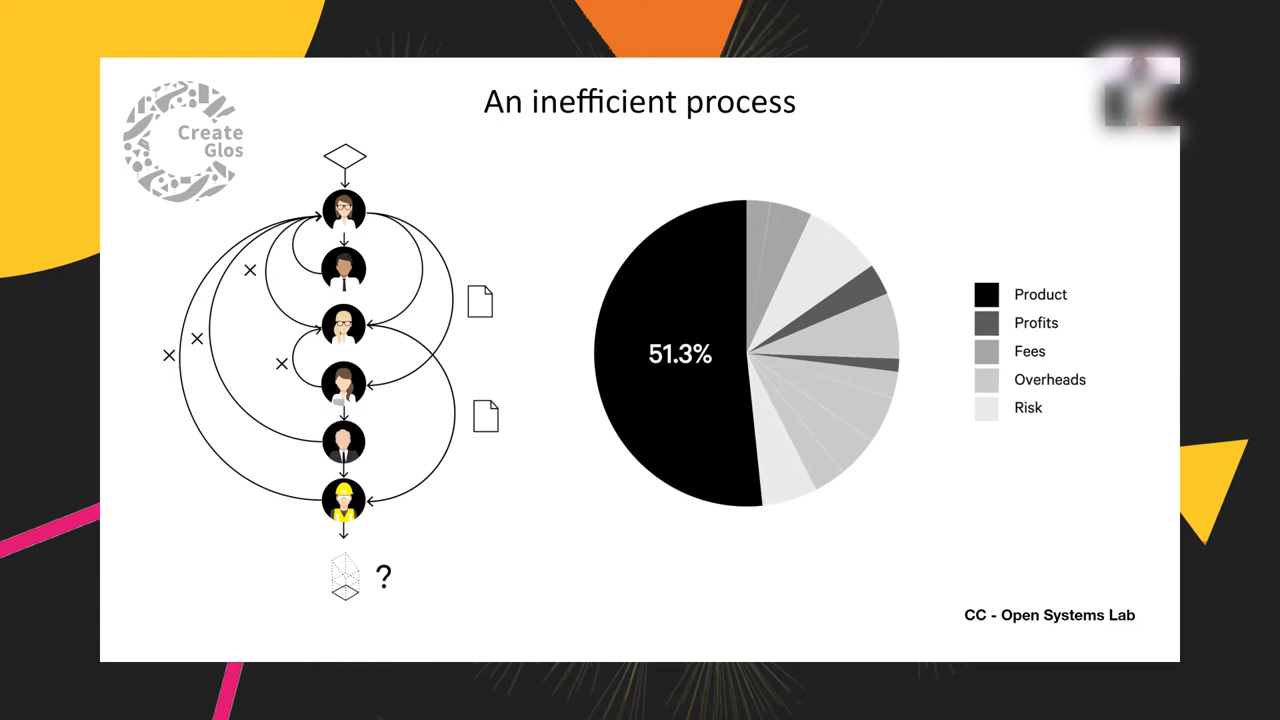 An inefficient process
Create
Glos
51.3%
Product
Profits
Fees
Overheads
Risk
?
CC - Open Systems Lab